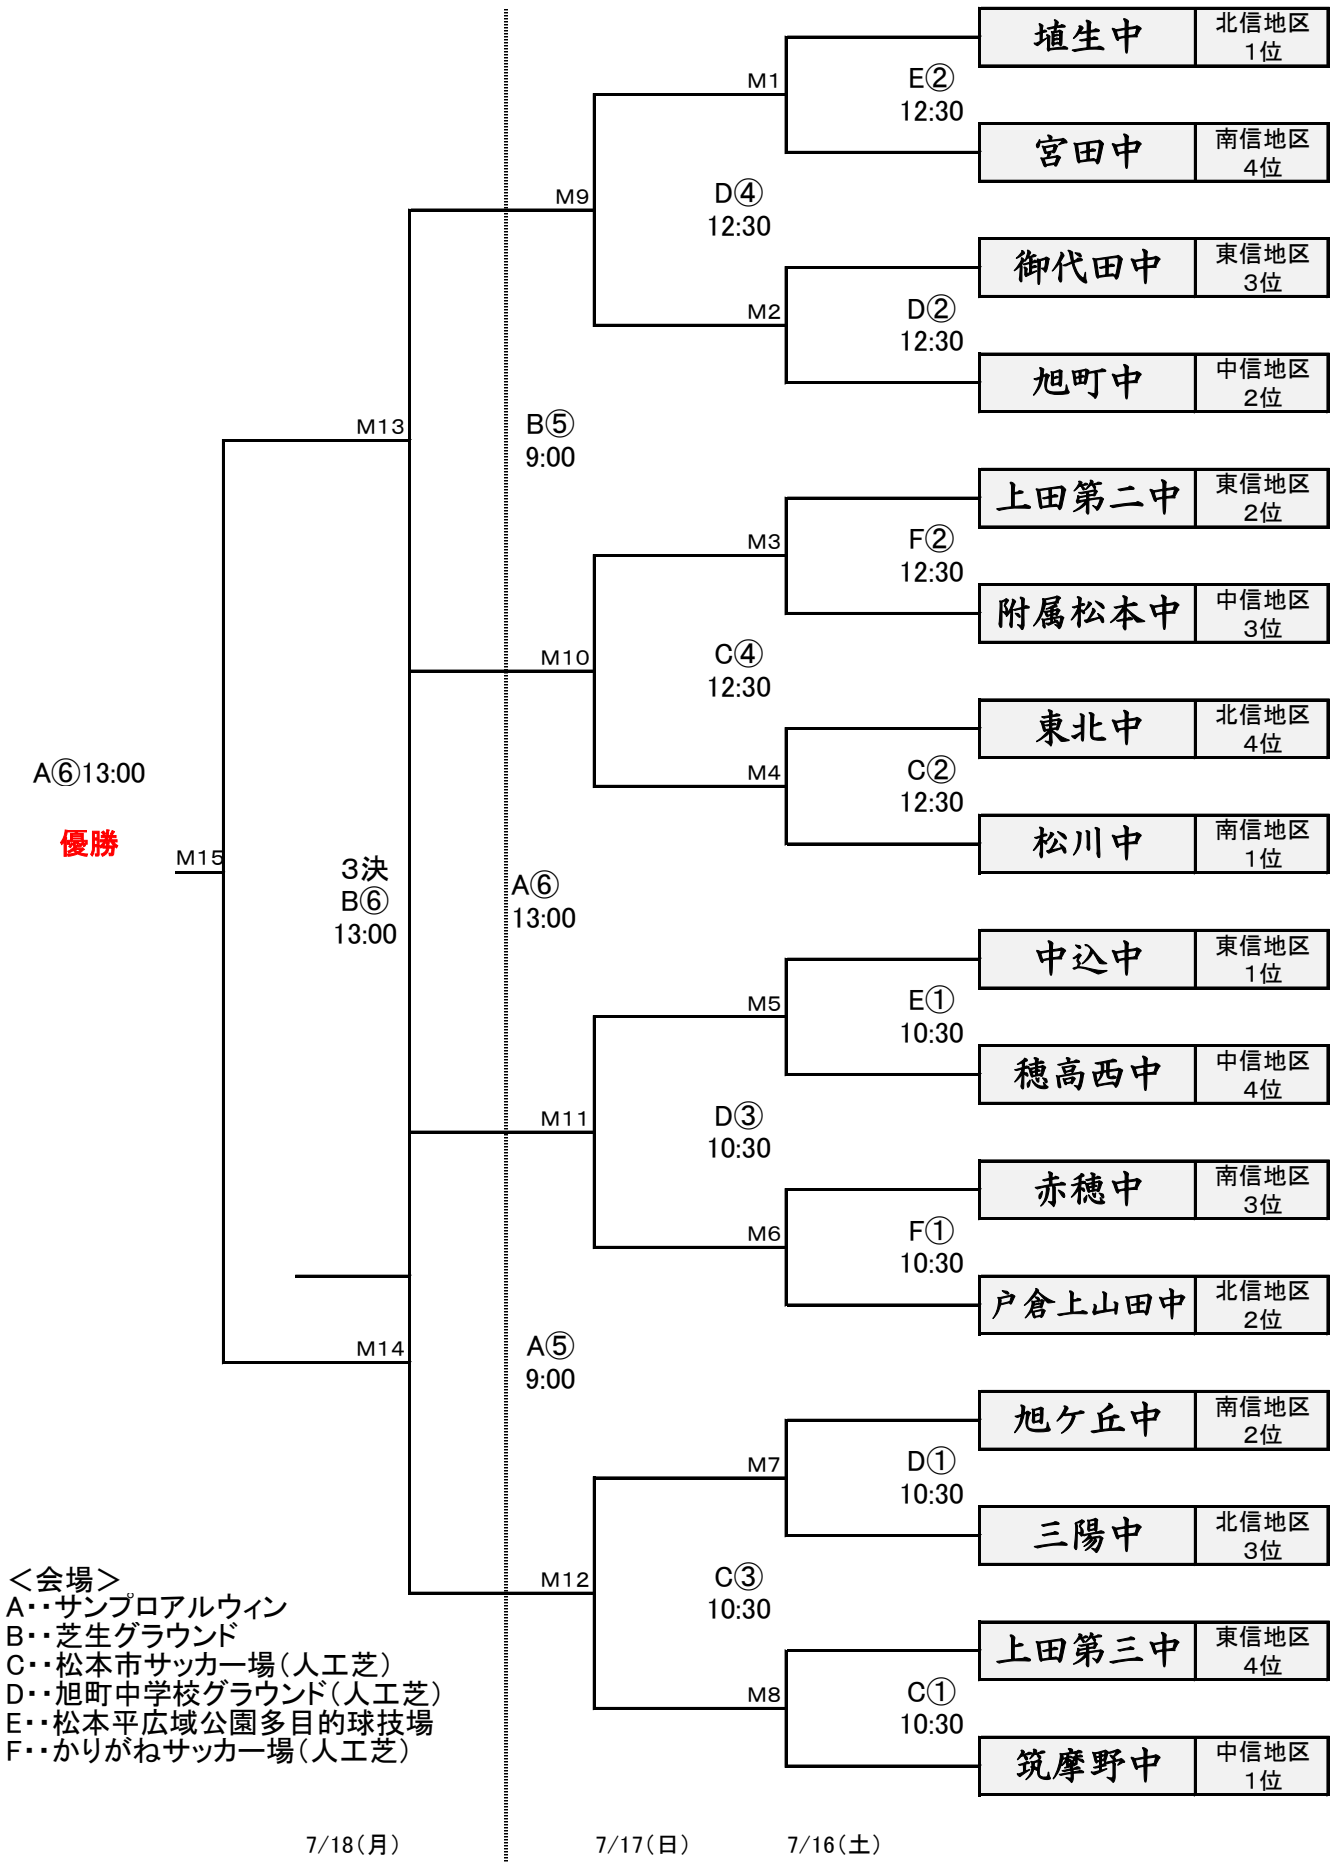 埴生中
北信地区
1位
M1
E②
12:30
宮田中
南信地区
4位
M9
D④
12:30
御代田中
東信地区
3位
M2
D②
12:30
旭町中
中信地区
2位
M13
B⑤
9:00
上田第二中
東信地区
2位
M3
F②
12:30
附属松本中
中信地区
3位
M10
C④
12:30
東北中
北信地区
4位
M4
C②
12:30
松川中
南信地区
1位
A⑥13:00
優勝
M15
3決
B⑥
13:00
A⑥
13:00
中込中
東信地区
1位
M5
E①
10:30
穂高西中
中信地区
4位
M11
D③
10:30
赤穂中
南信地区
3位
M6
F①
10:30
戸倉上山田中
北信地区
2位
M14
A⑤
9:00
旭ケ丘中
南信地区
2位
M7
D①
10:30
三陽中
北信地区
3位
M12
C③
10:30
上田第三中
東信地区
4位
M8
C①
10:30
筑摩野中
中信地区
1位
＜会場＞
A‥サンプロアルウィン
B‥芝生グラウンド
C‥松本市サッカー場（人工芝）
D‥旭町中学校グラウンド（人工芝）
E‥松本平広域公園多目的球技場
F‥かりがねサッカー場（人工芝）
7/18（月）
7/17（日）
7/16（土）